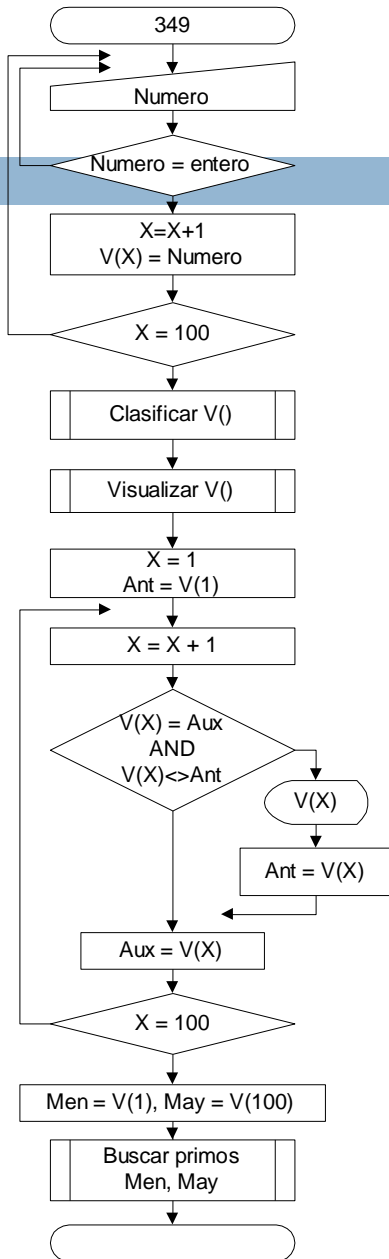 349
Numero
Numero = entero
X=X+1
V(X) = Numero
X = 100
Clasificar V()
Visualizar V()
X = 1
Ant = V(1)
X = X + 1
V(X) = Aux
AND
V(X)<>Ant
V(X)
Ant = V(X)
Aux = V(X)
X = 100
Men = V(1), May = V(100)
Buscar primos
Men, May